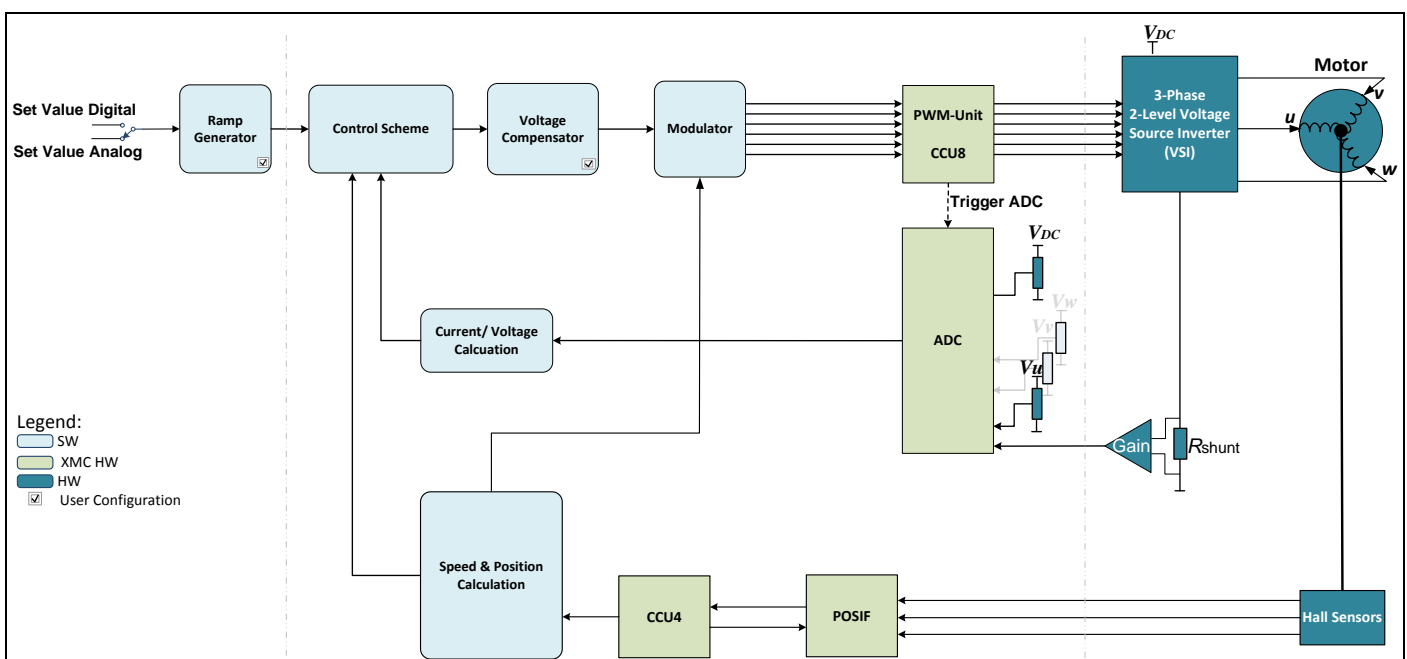 Set Value Digital
Set Value Analog
Ramp
Generator
Control Scheme
Voltage
Compensator
Modulator
PWM-Unit
CCU8
VDC
3-Phase
2-Level Voltage
Source Inverter
(VSI)
Motor
u
v
w
Trigger ADC
VDC
Vw
Vv
Vu
ADC
Current/ Voltage
Calcuation
Gain
Rshunt
Legend:
SW
XMC HW
HW
User Configuration
Speed & Position
Calculation
CCU4
POSIF
Hall Sensors